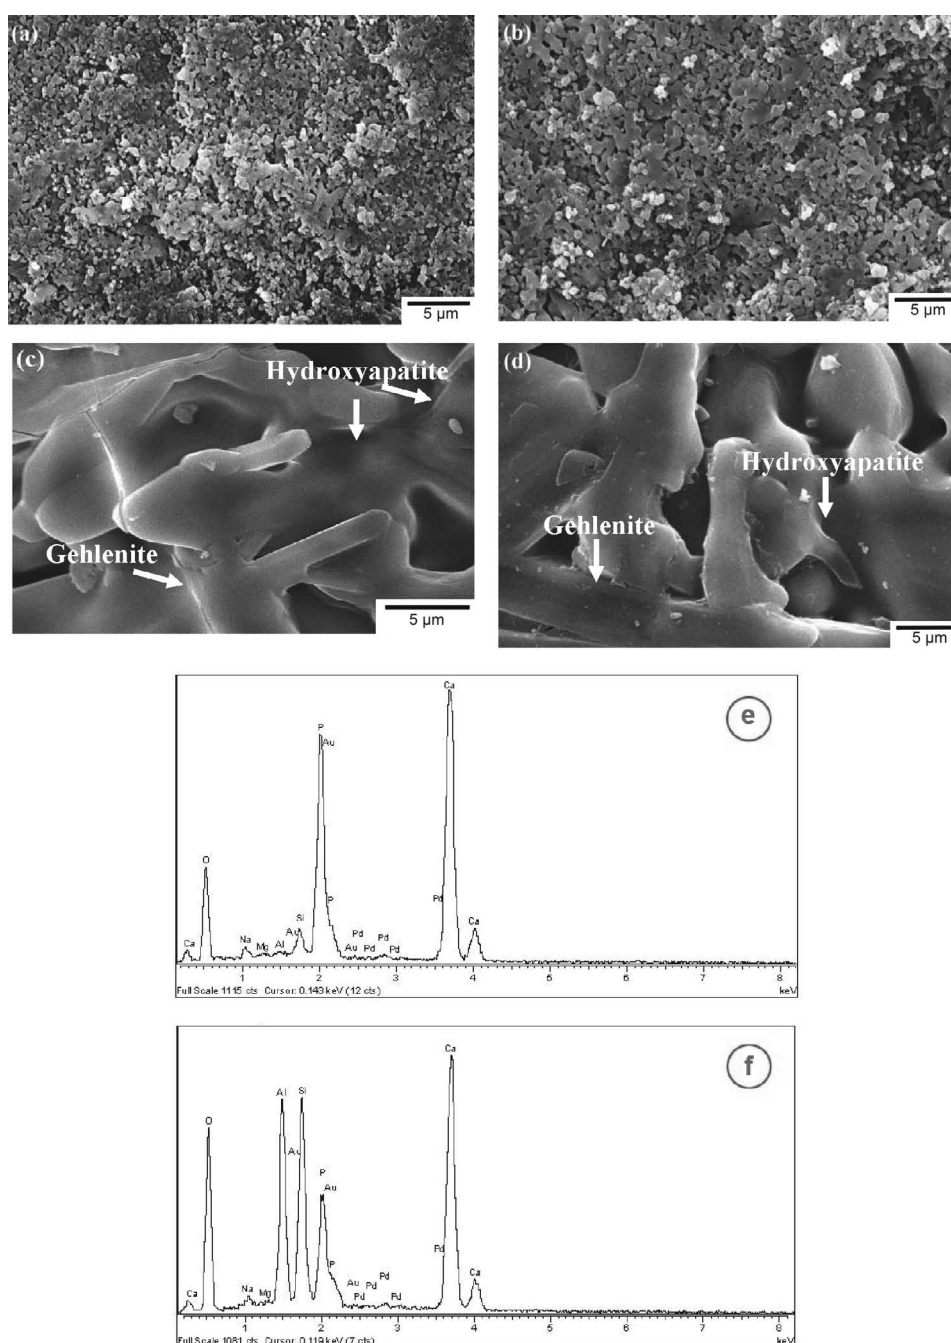 (a)
5 μm
(b)
5 μm
(c)
Hydroxyapatite
Gehlenite
5 μm
(d)
Hydroxyapatite
Gehlenite
5 μm
e
Ca
P
Au
O
Pd
P
Si
Ca
Au
Na
Pd
Pd
Ca
Mg
Al
Au
Pd
Pd
1 2 3 4 5 6 7 8
Full Scale 1115 cts Cursor: 0.143 keV (12 cts) keV
f
Ca
Al
Si
O
Au
P
Au
Pd
P
Pd
Ca
Au
Pd
Na
Ca
Mg
Pd
Pd
1 2 3 4 5 6 7 8
Full Scale 1081 cts Cursor: 0.119 keV (7 cts) keV